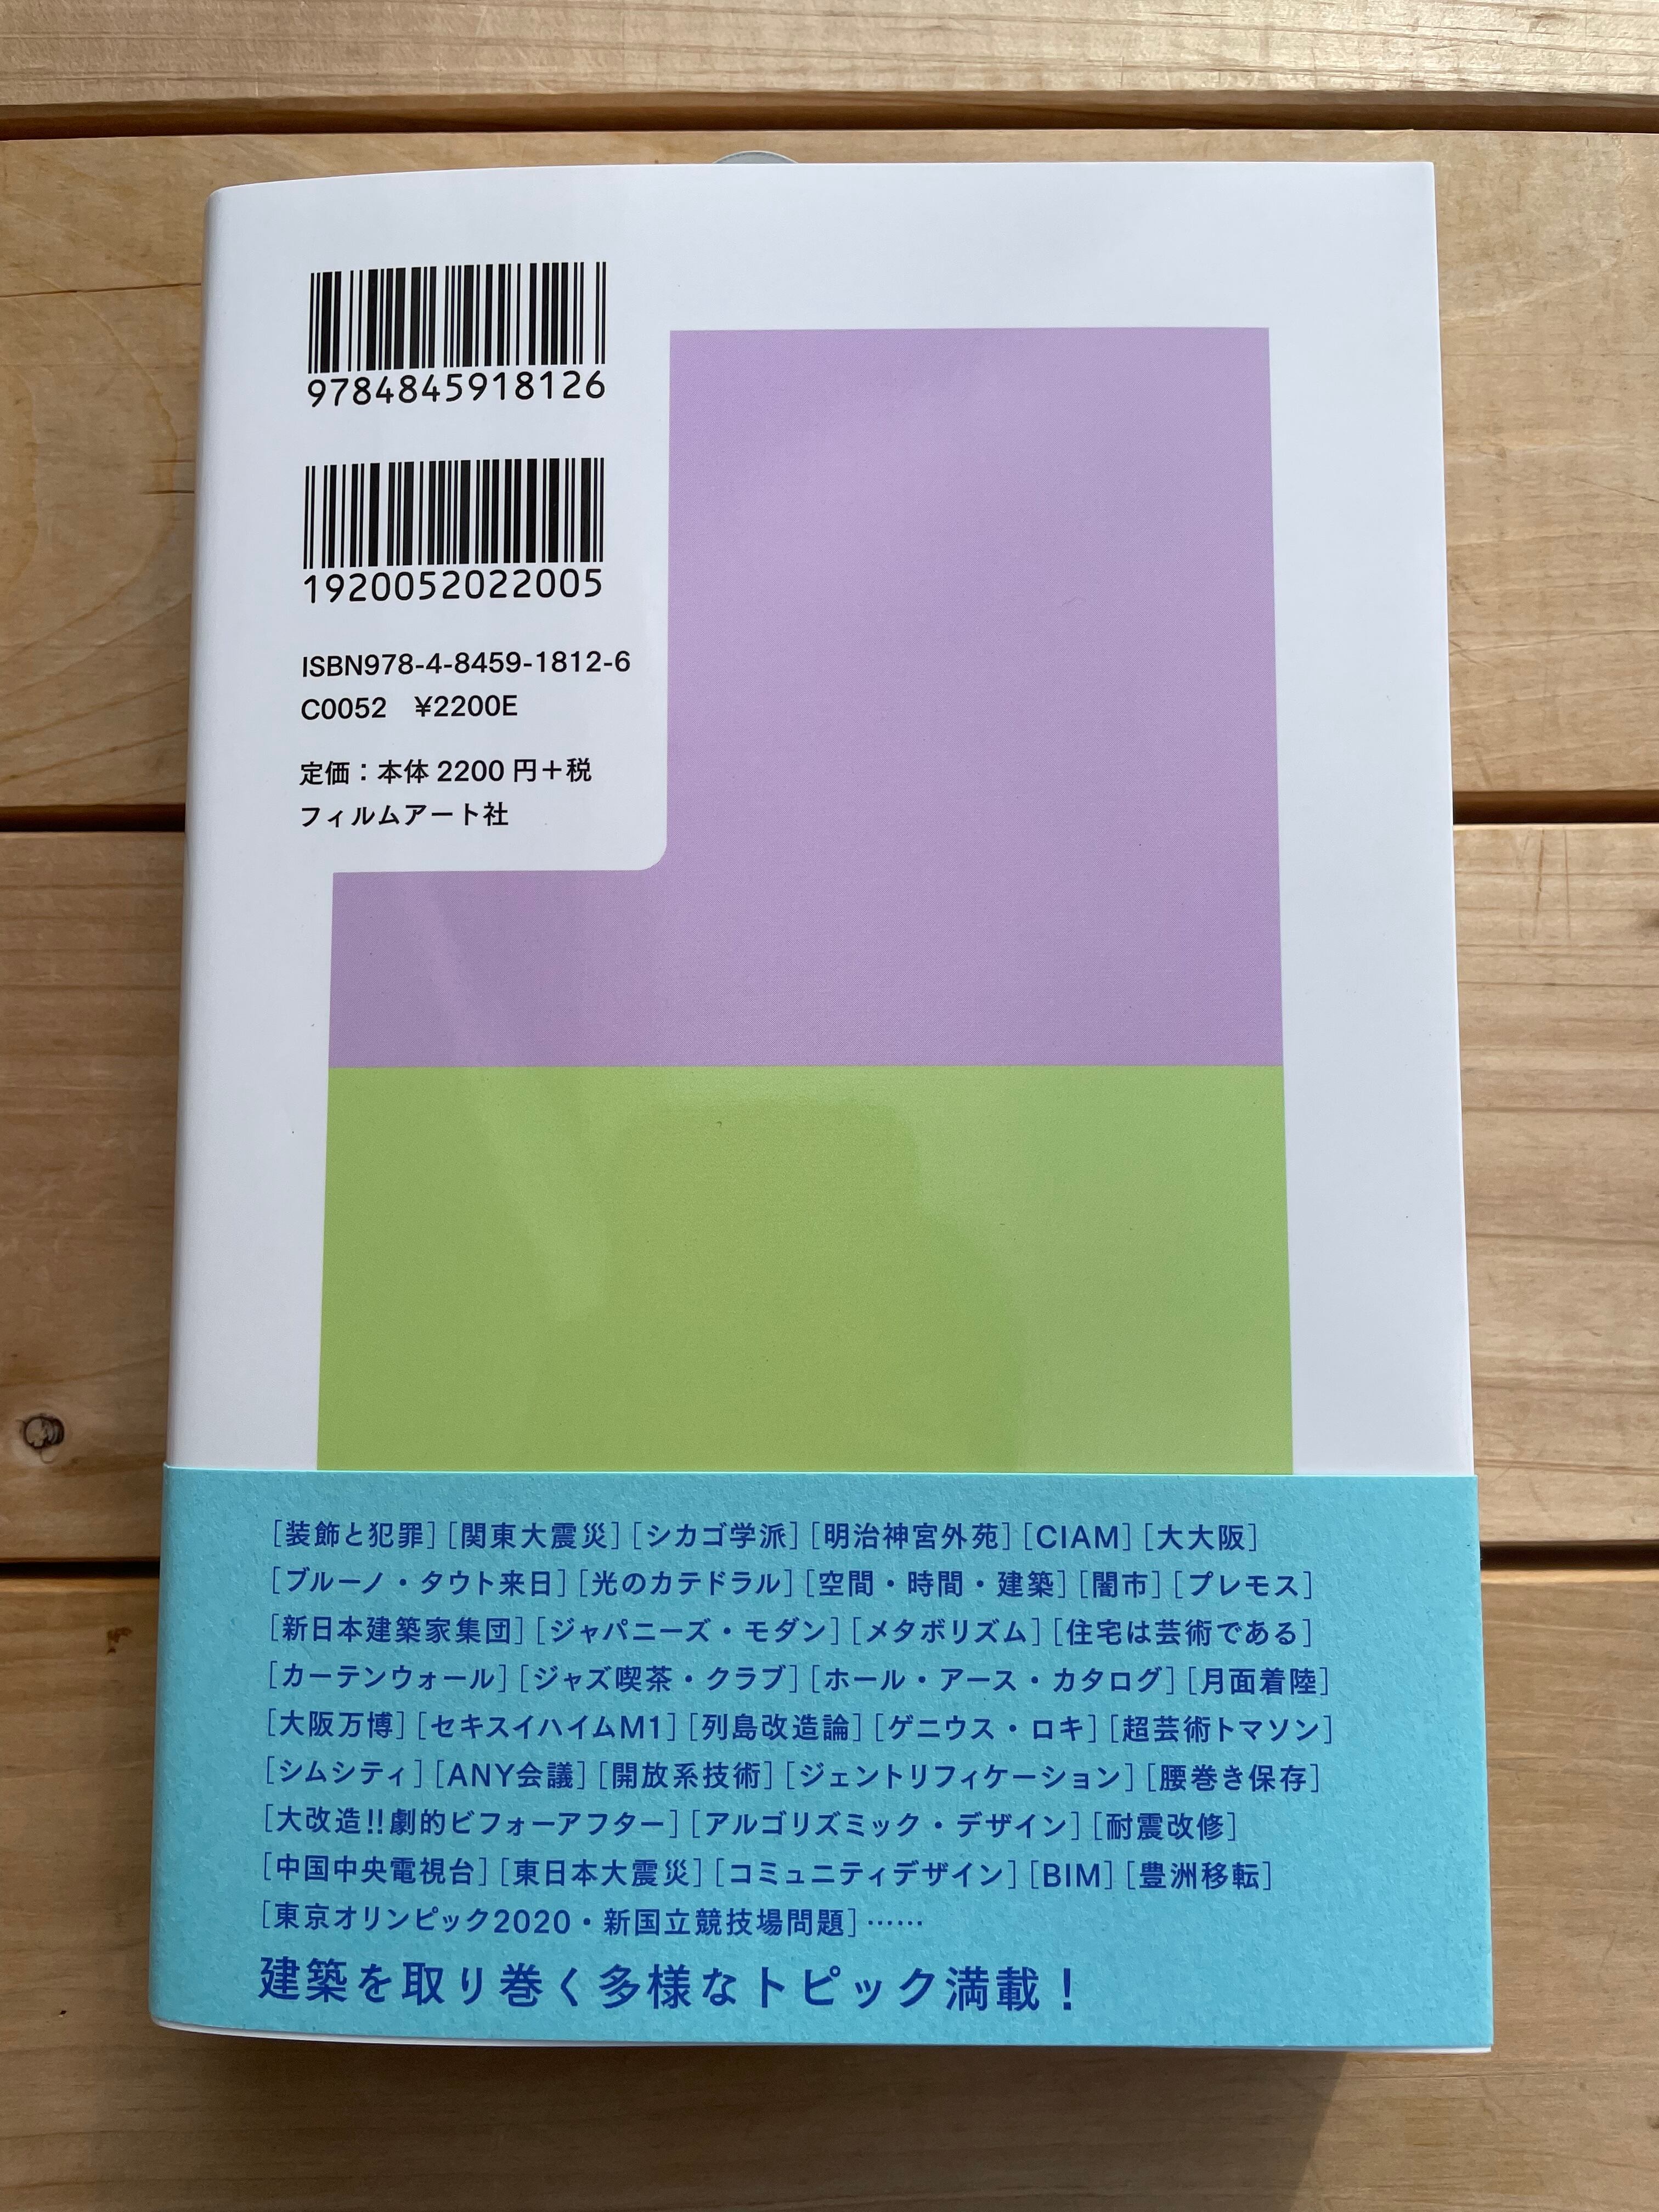 9784845918126
1920052022005
ISBN978-4-8459-1812-6
C0052 ¥2200E
定価：本体2200円＋税
フィルムアート社
［装飾と犯罪］［関東大震災］［シカゴ学派］［明治神宮外苑］［CIAM］［大大阪］
［ブルーノ・タウト来日］［光のカテドラル］［空間・時間・建築］［闇市］［プレモス］
［新日本建築家集団］［ジャパニーズ・モダン］［メタボリズム］［住宅は芸術である］
［カーテンウォール］［ジャズ喫茶・クラブ］［ホール・アース・カタログ］［月面着陸］
［大阪万博］［セキスイハイムM1］［列島改造論］［ゲニウス・ロキ］［超芸術トマソン］
［シムシティ］［ANY会議］［開放系技術］［ジェントリフィケーション］［腰巻き保存］
［大改造!!劇的ビフォーアフター］［アルゴリズミック・デザイン］［耐震改修］
［中国中央電視台］［東日本大震災］［コミュニティデザイン］［BIM］［豊洲移転］
［東京オリンピック2020・新国立競技場問題］……
建築を取り巻く多様なトピック満載！